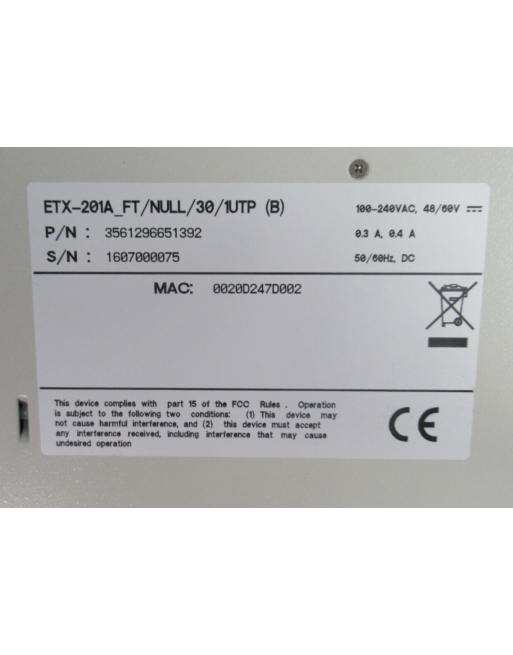 ETX-201A_FT/NULL/30/1UTP (B)
100-240VAC, 48/60V
P/N : 3561296651392
0.3 A, 0.4 A
S/N : 1607000075
50/60Hz, DC
MAC: 0020D247D002
This device complies with part 15 of the FCC Rules . Operation
is subject to the following two conditions: (1) This device may
not cause harmful interference, and (2) this device must accept
any interference received, including interference that may cause
undesired operation
CE